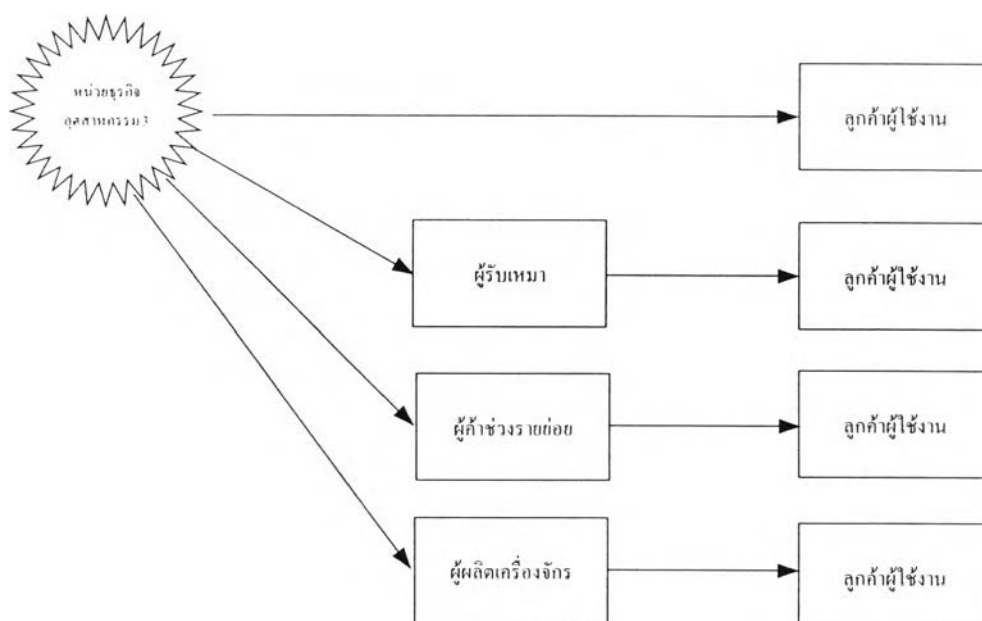 หน่วยธุรกิจ
อุตสาหกรรม 3
ลูกค้าผู้ใช้งาน
ผู้รับเหมา
ลูกค้าผู้ใช้งาน
ผู้ค้าช่วงรายย่อย
ลูกค้าผู้ใช้งาน
ผู้ผลิตเครื่องจักร
ลูกค้าผู้ใช้งาน